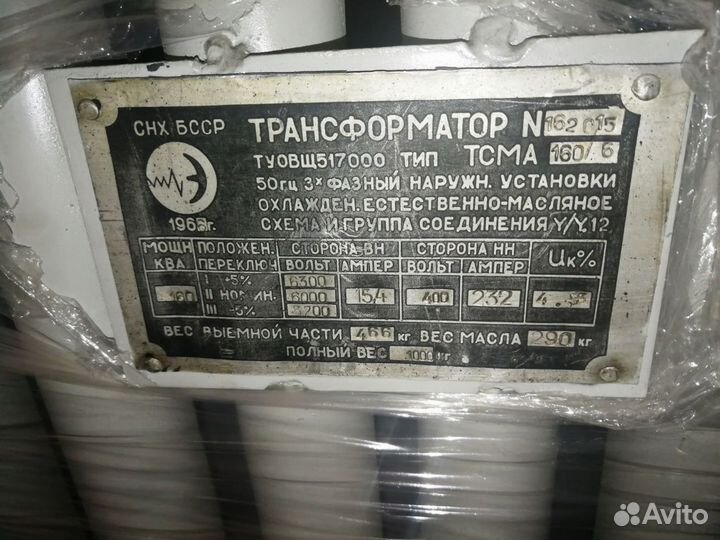 СНХ БССР ТРАНСФОРМАТОР № 162015
ТУОВЩ517000 ТИП ТСМА 160/6
50гц 3х ФАЗНЫЙ НАРУЖН. УСТАНОВКИ
ОХЛАЖДЕН. ЕСТЕСТВЕННО-МАСЛЯНОЕ
1965г. СХЕМА И ГРУППА СОЕДИНЕНИЯ Y/Y.12
МОЩН ПОЛОЖЕН. СТОРОНА ВН СТОРОНА НН Uк%
КВА ПЕРЕКЛЮЧ ВОЛЬТ АМПЕР ВОЛЬТ АМПЕР
I +5% 6300
160 II НОМИН. 6000 15,4 400 232
III -5% 5700
ВЕС ВЫЕМНОЙ ЧАСТИ 466 кг ВЕС МАСЛА 290 кг
ПОЛНЫЙ ВЕС 1000 кг
Avito